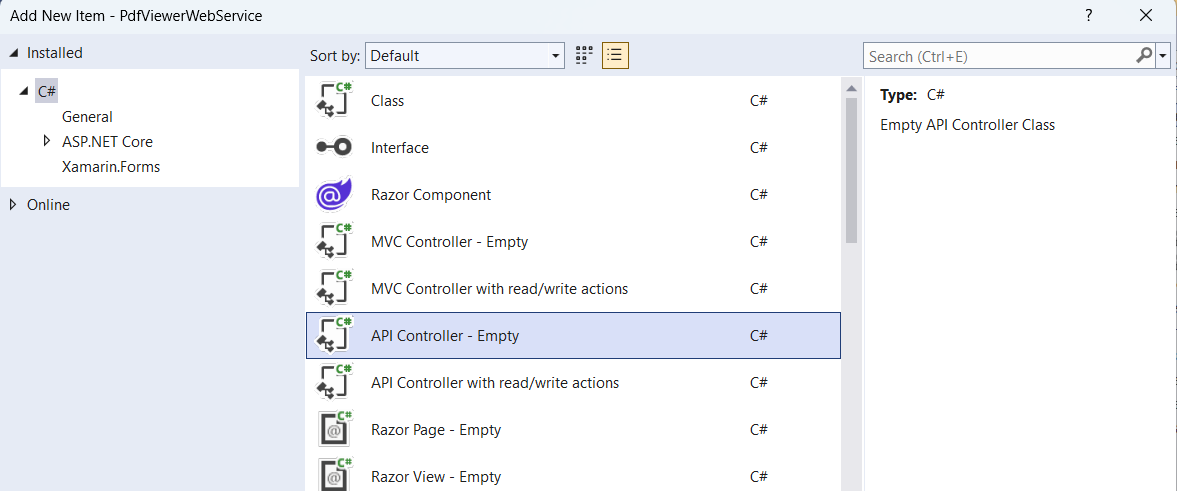 Add New Item - PdfViewerWebService
?
Installed
Sort by: Default
Search (Ctrl+E)
C#
General
ASP.NET Core
Xamarin.Forms
Online
C# Class C#
Interface C#
@ Razor Component C#
C# MVC Controller - Empty C#
C# MVC Controller with read/write actions C#
C# API Controller - Empty C#
C# API Controller with read/write actions C#
C# @ Razor Page - Empty C#
C# @ Razor View - Empty C#
Type: C#
Empty API Controller Class